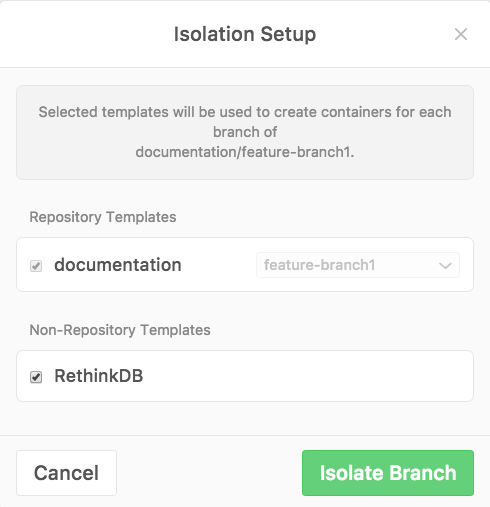 Isolation Setup
Selected templates will be used to create containers for each
branch of
documentation/feature-branch1.
Repository Templates
documentation
feature-branch1
Non-Repository Templates
RethinkDB
Cancel
Isolate Branch